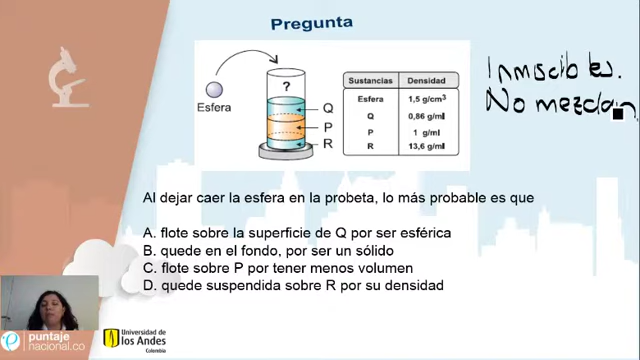 Pregunta
Inmiscibles.
No mezclan
?
Esfera
Q
P
R
Sustancias Densidad
Esfera 1,5 g/cm³
Q 0,86 g/ml
P 1 g/ml
R 13,6 g/ml
Al dejar caer la esfera en la probeta, lo más probable es que
A. flote sobre la superficie de Q por ser esférica
B. quede en el fondo, por ser un sólido
C. flote sobre P por tener menos volumen
D. quede suspendida sobre R por su densidad
puntaje
nacional.co
Universidad de
los Andes
Colombia